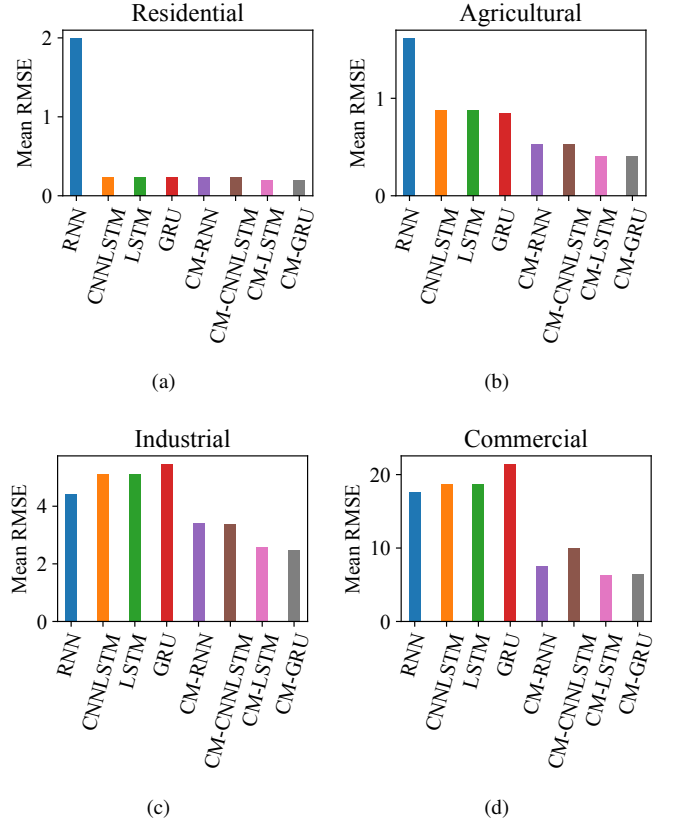 Residential
Mean RMSE
2
1
0
RNN
CNNLSTM
LSTM
GRU
CM-RNN
CM-CNNLSTM
CM-LSTM
CM-GRU
(a)
Agricultural
Mean RMSE
1
0
RNN
CNNLSTM
LSTM
GRU
CM-RNN
CM-CNNLSTM
CM-LSTM
CM-GRU
(b)
Industrial
Mean RMSE
4
2
0
RNN
CNNLSTM
LSTM
GRU
CM-RNN
CM-CNNLSTM
CM-LSTM
CM-GRU
(c)
Commercial
Mean RMSE
20
10
0
RNN
CNNLSTM
LSTM
GRU
CM-RNN
CM-CNNLSTM
CM-LSTM
CM-GRU
(d)